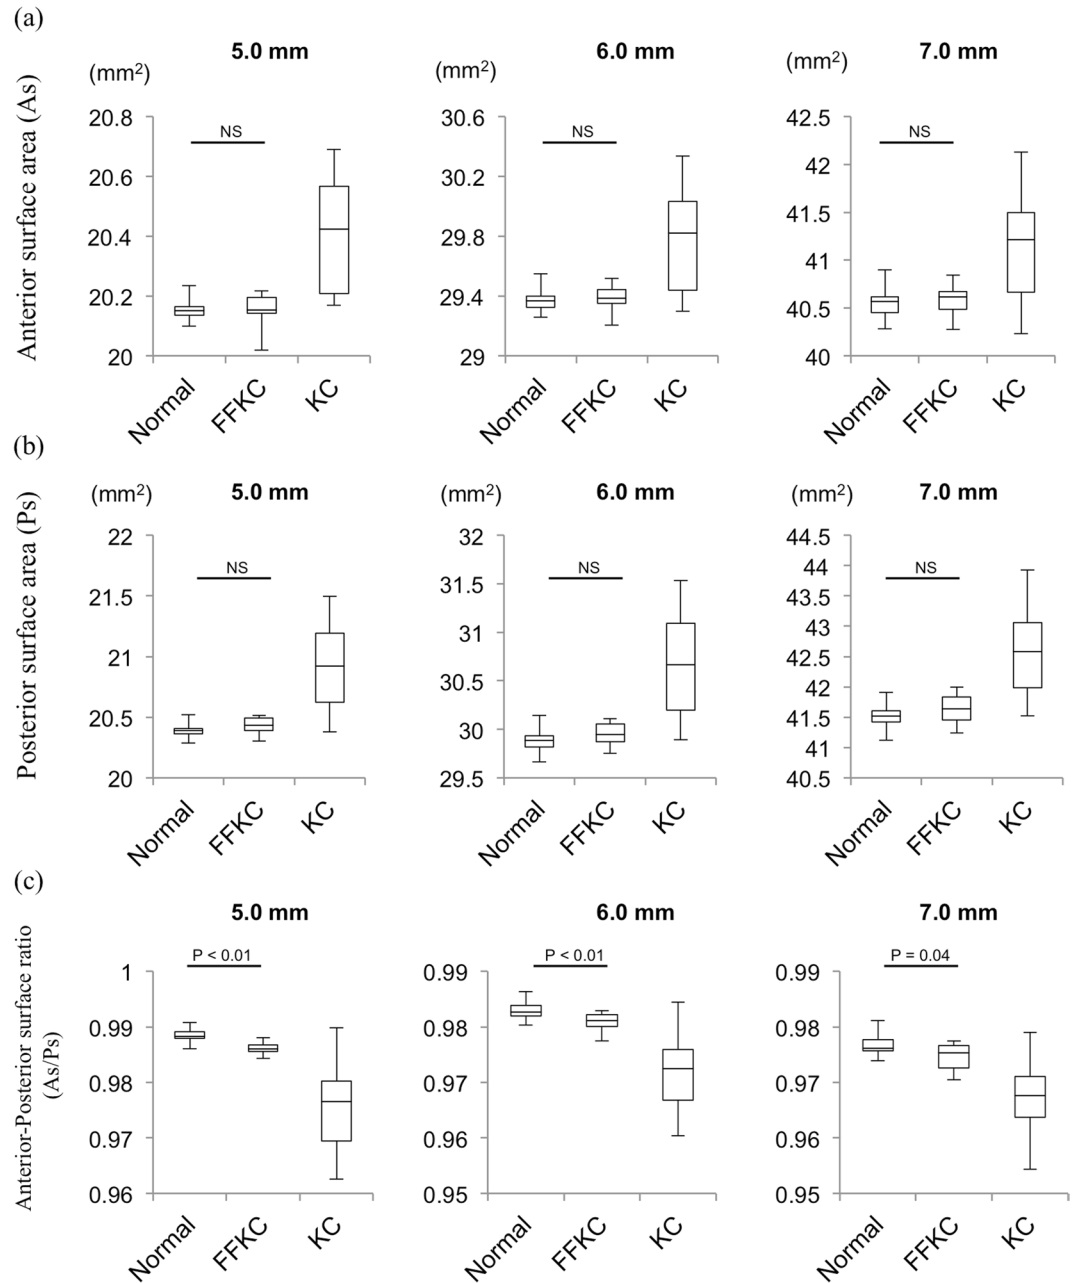 (a)
5.0 mm
6.0 mm
7.0 mm
(mm²)
(mm²)
(mm²)
Anterior surface area (As)
20.8
20.6
20.4
20.2
20
NS
Normal
FFKC
KC
30.6
30.2
29.8
29.4
29
NS
Normal
FFKC
KC
42.5
42
41.5
41
40.5
40
NS
Normal
FFKC
KC
(b)
5.0 mm
6.0 mm
7.0 mm
(mm²)
(mm²)
(mm²)
Posterior surface area (Ps)
22
21.5
21
20.5
20
NS
Normal
FFKC
KC
32
31.5
31
30.5
30
29.5
NS
Normal
FFKC
KC
44.5
44
43.5
43
42.5
42
41.5
41
40.5
NS
Normal
FFKC
KC
(c)
5.0 mm
6.0 mm
7.0 mm
Anterior-Posterior surface ratio
(As/Ps)
1
0.99
0.98
0.97
0.96
P < 0.01
Normal
FFKC
KC
0.99
0.98
0.97
0.96
0.95
P < 0.01
Normal
FFKC
KC
0.99
0.98
0.97
0.96
0.95
P = 0.04
Normal
FFKC
KC